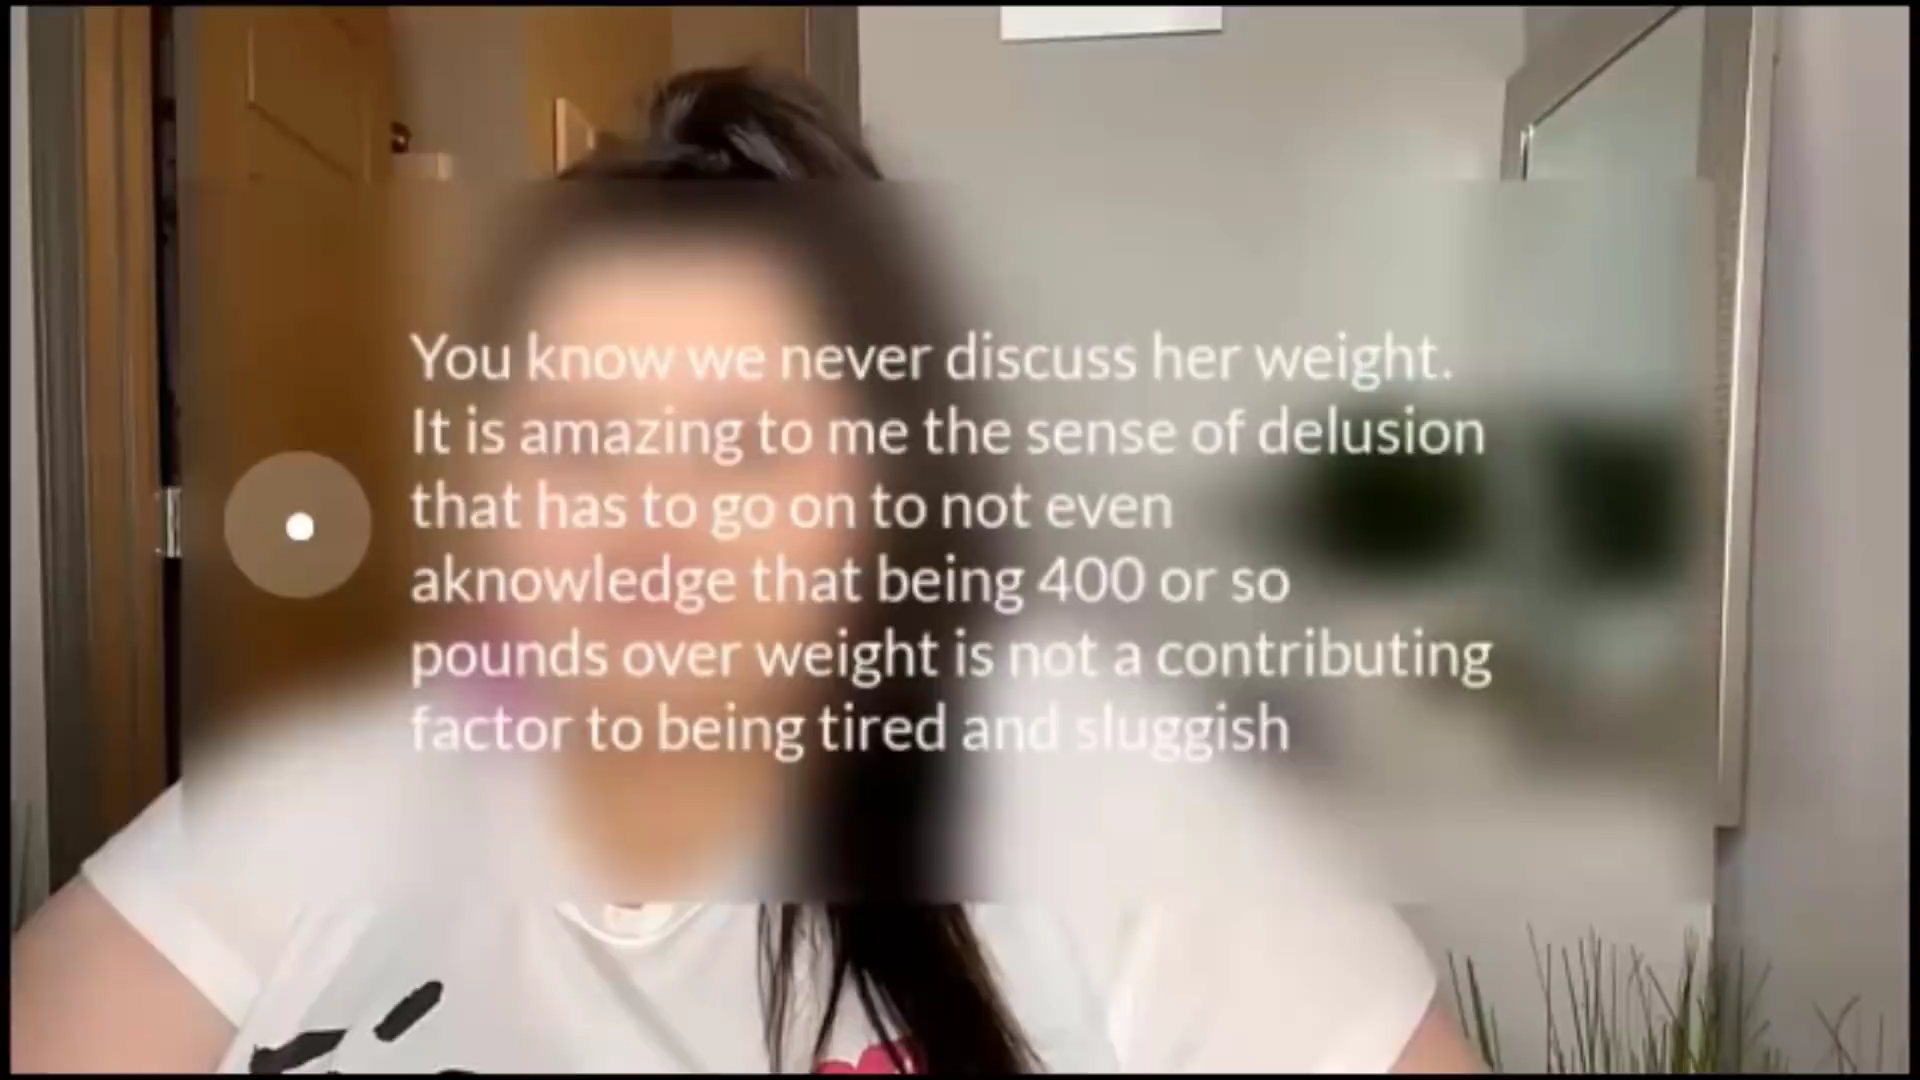 You know we never discuss her weight.
It is amazing to me the sense of delusion
that has to go on to not even
aknowledge that being 400 or so
pounds over weight is not a contributing
factor to being tired and sluggish